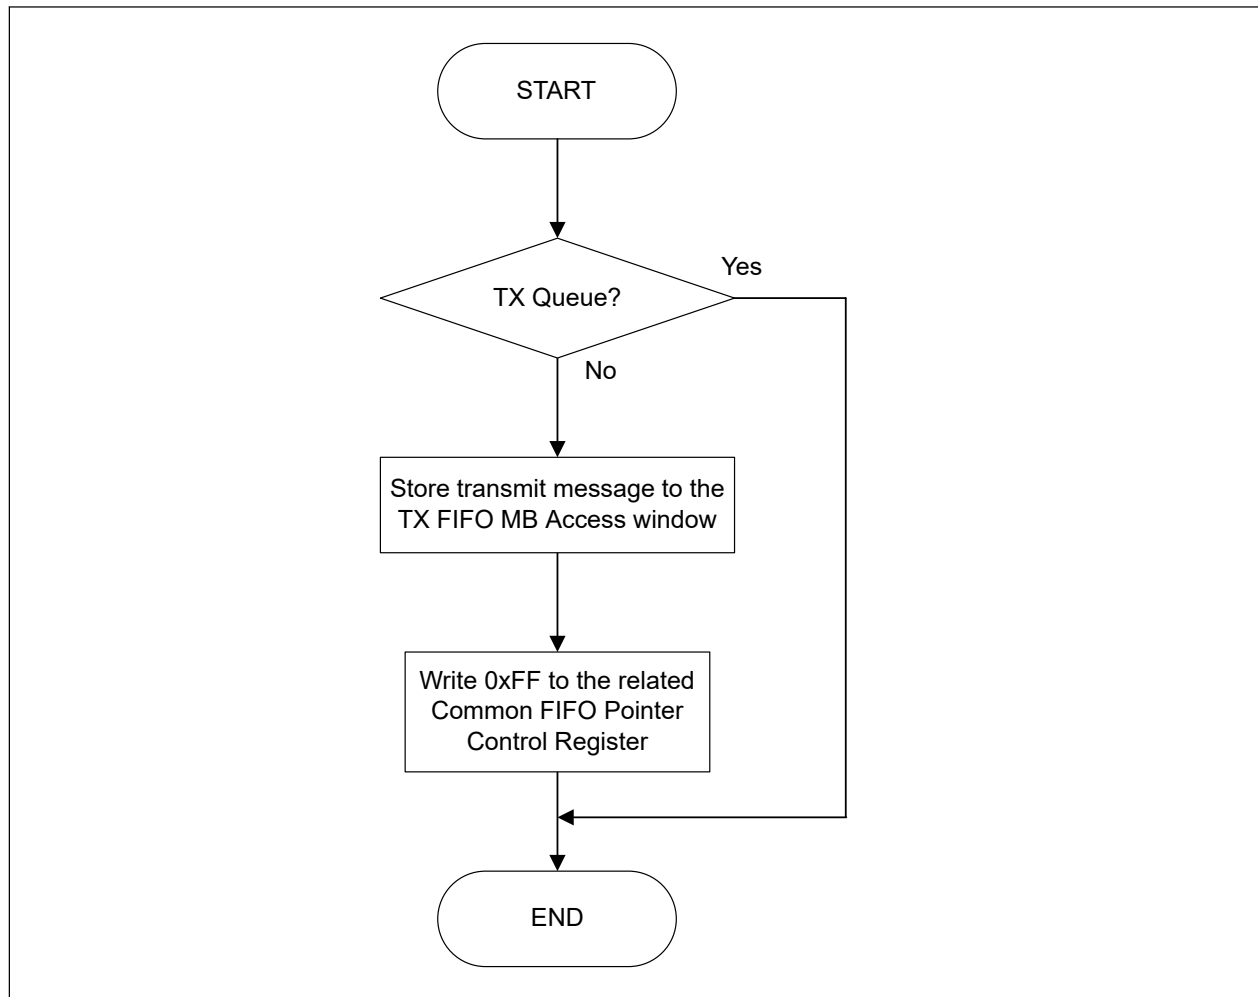 START
TX Queue?
Yes
No
Store transmit message to the
TX FIFO MB Access window
Write 0xFF to the related
Common FIFO Pointer
Control Register
END